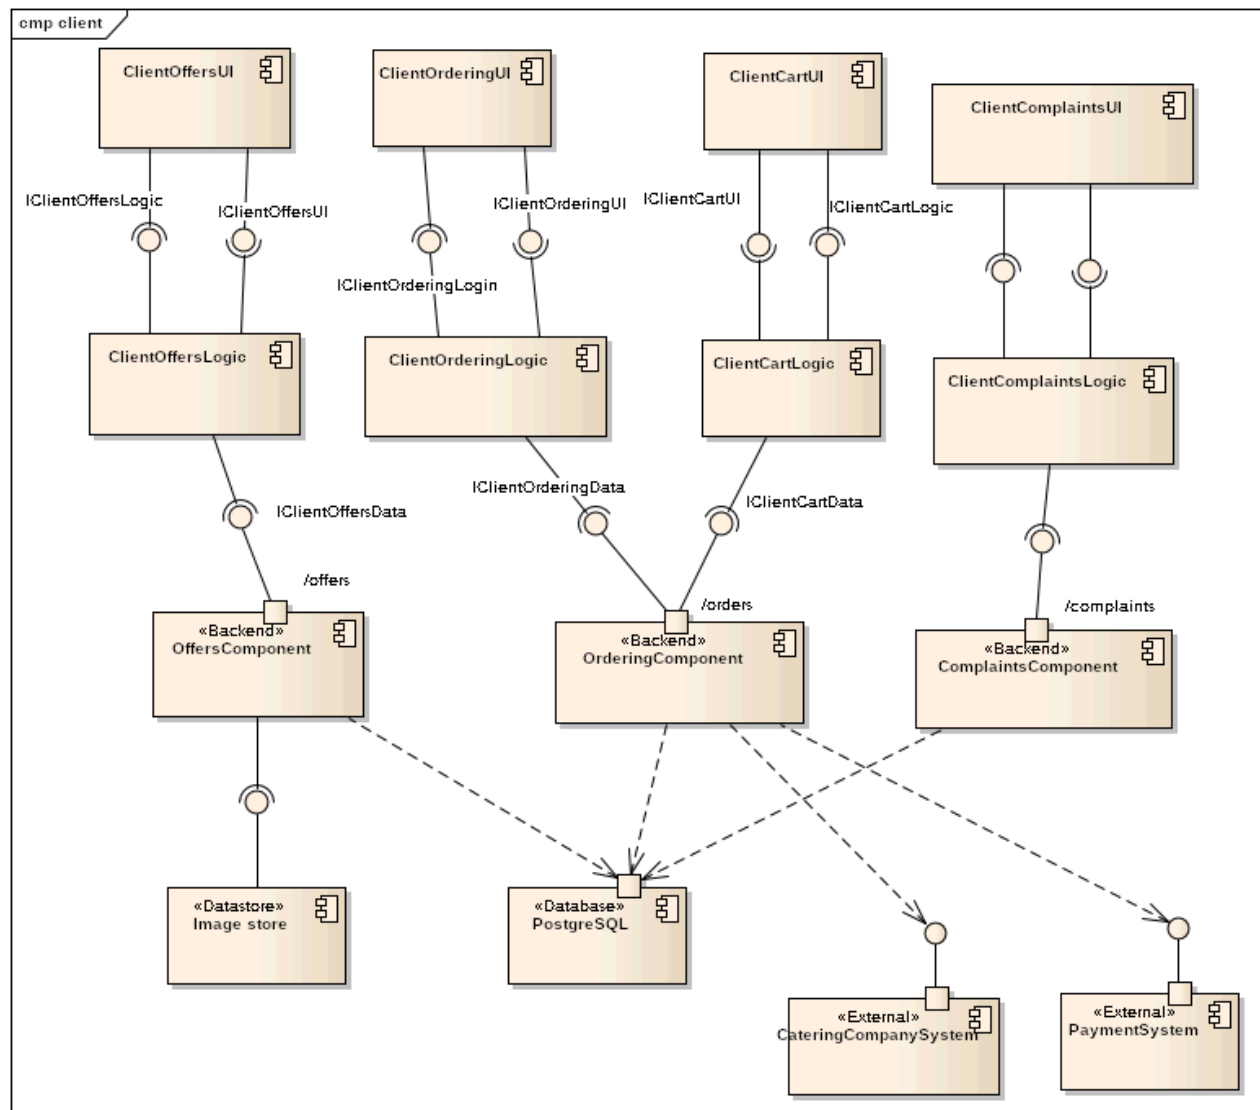 cmp client
ClientOffersUI
ClientOrderingUI
ClientCartUI
ClientComplaintsUI
IClientOffersLogic
IClientOffersUI
IClientOrderingUI
IClientCartUI
IClientCartLogic
IClientOrderingLogin
ClientOffersLogic
ClientOrderingLogic
ClientCartLogic
ClientComplaintsLogic
IClientOffersData
IClientOrderingData
IClientCartData
/offers
/orders
/complaints
«Backend»
OffersComponent
«Backend»
OrderingComponent
«Backend»
ComplaintsComponent
«Datastore»
Image store
«Database»
PostgreSQL
«External»
CateringCompanySystem
«External»
PaymentSystem